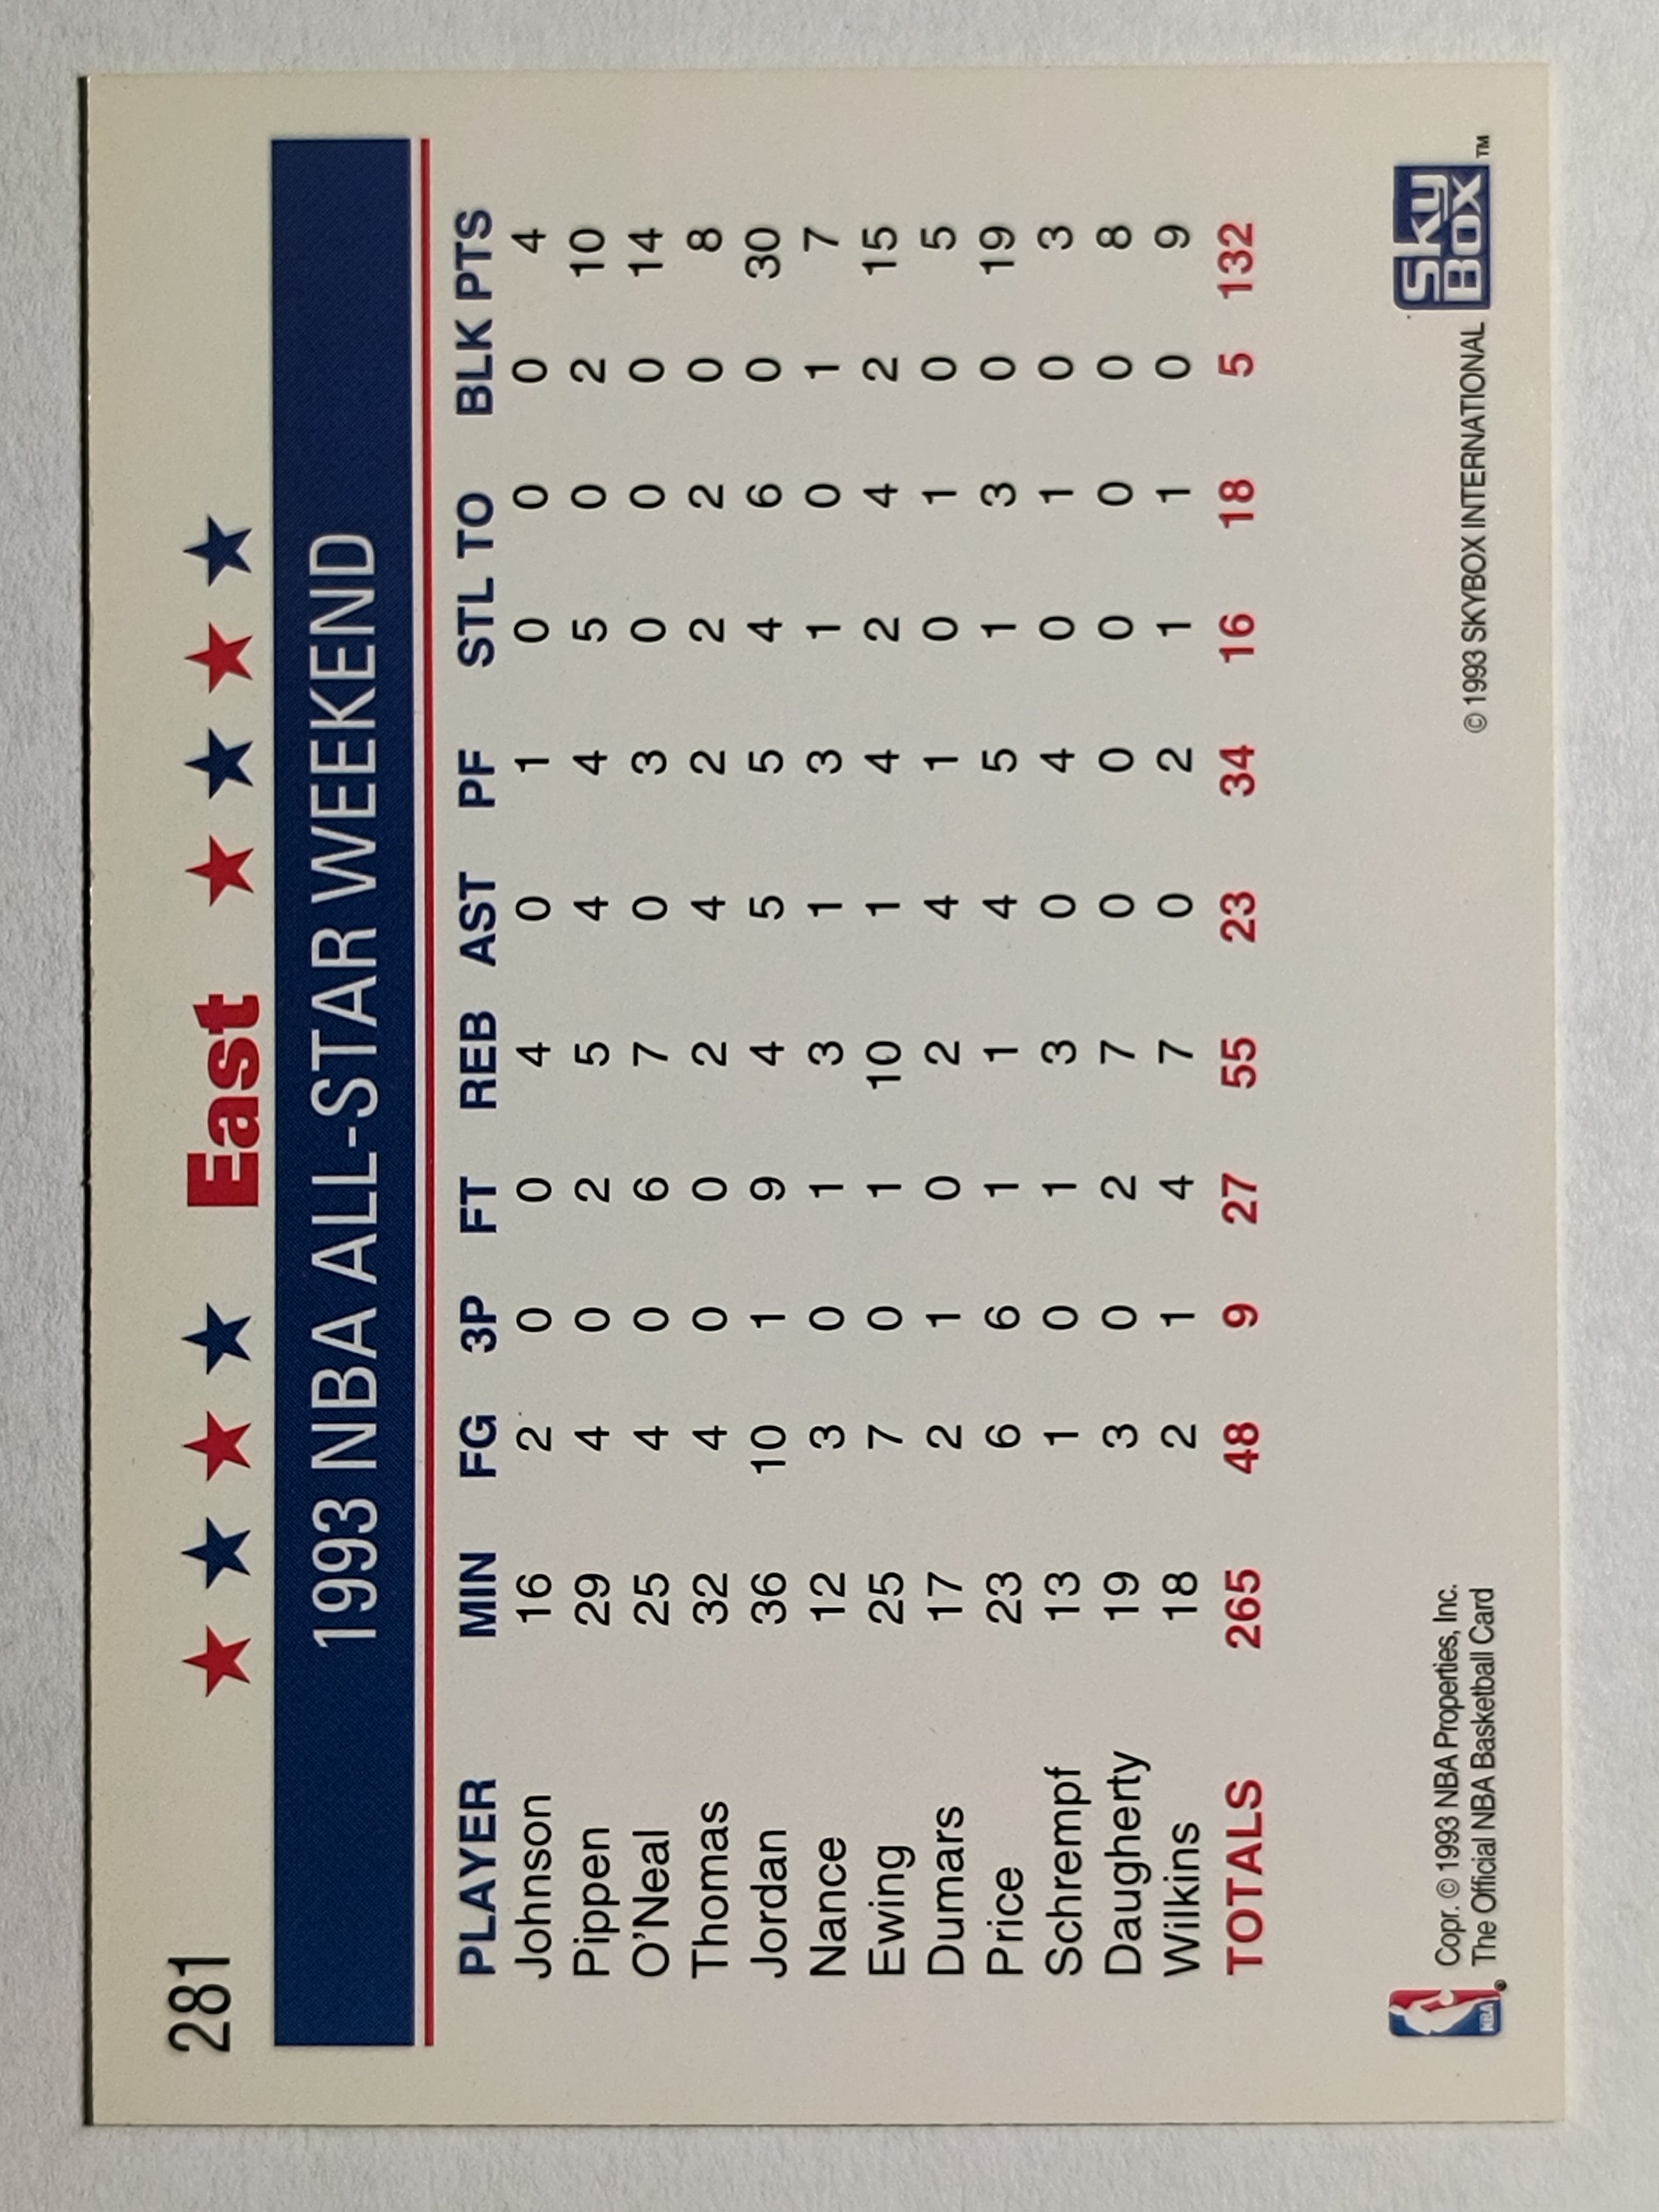 281 East
1993 NBA ALL-STAR WEEKEND
PLAYER MIN FG 3P FT REB AST PF STL TO BLK PTS
Johnson 16 2 0 0 4 0 1 0 0 0 4
Pippen 29 4 0 2 5 4 4 5 0 2 10
O'Neal 25 4 0 6 7 0 3 0 0 0 14
Thomas 32 4 0 0 2 4 2 2 2 0 8
Jordan 36 10 1 9 4 5 5 4 6 0 30
Nance 12 3 0 1 3 1 3 1 0 1 7
Ewing 25 7 0 1 10 1 4 2 4 2 15
Dumars 17 2 1 0 2 4 1 0 1 0 5
Price 23 6 6 1 1 4 5 1 3 0 19
Schrempf 13 1 0 1 3 0 4 0 1 0 3
Daugherty 19 3 0 2 7 0 0 0 0 0 8
Wilkins 18 2 1 4 7 0 2 1 1 0 9
TOTALS 265 48 9 27 55 23 34 16 18 5 132
NBA ®
Copr. © 1993 NBA Properties, Inc.
The Official NBA Basketball Card
© 1993 SKYBOX INTERNATIONAL
Sky
BOX ™